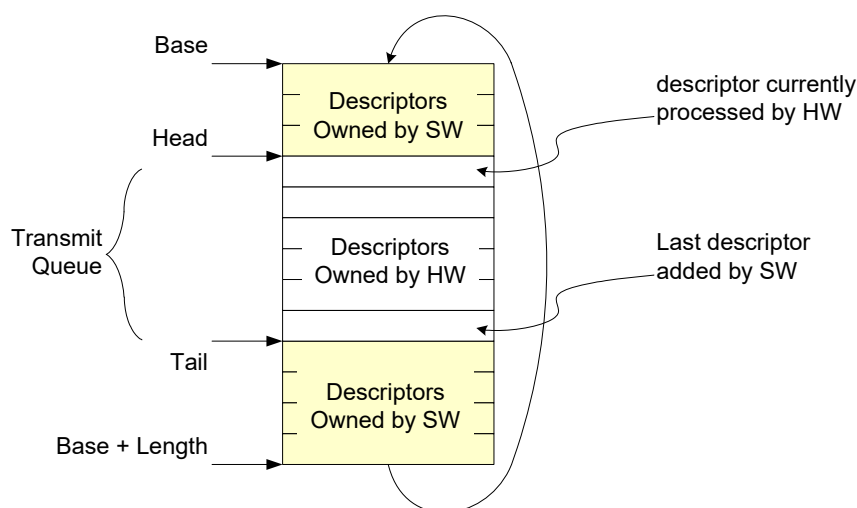 Base
Descriptors
Owned by SW
descriptor currently
processed by HW
Head
Transmit
Queue
Descriptors
Owned by HW
Last descriptor
added by SW
Tail
Descriptors
Owned by SW
Base + Length